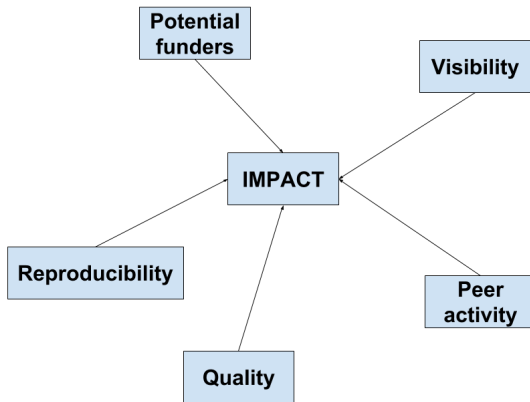 Potential
funders
Visibility
IMPACT
Reproducibility
Peer
activity
Quality